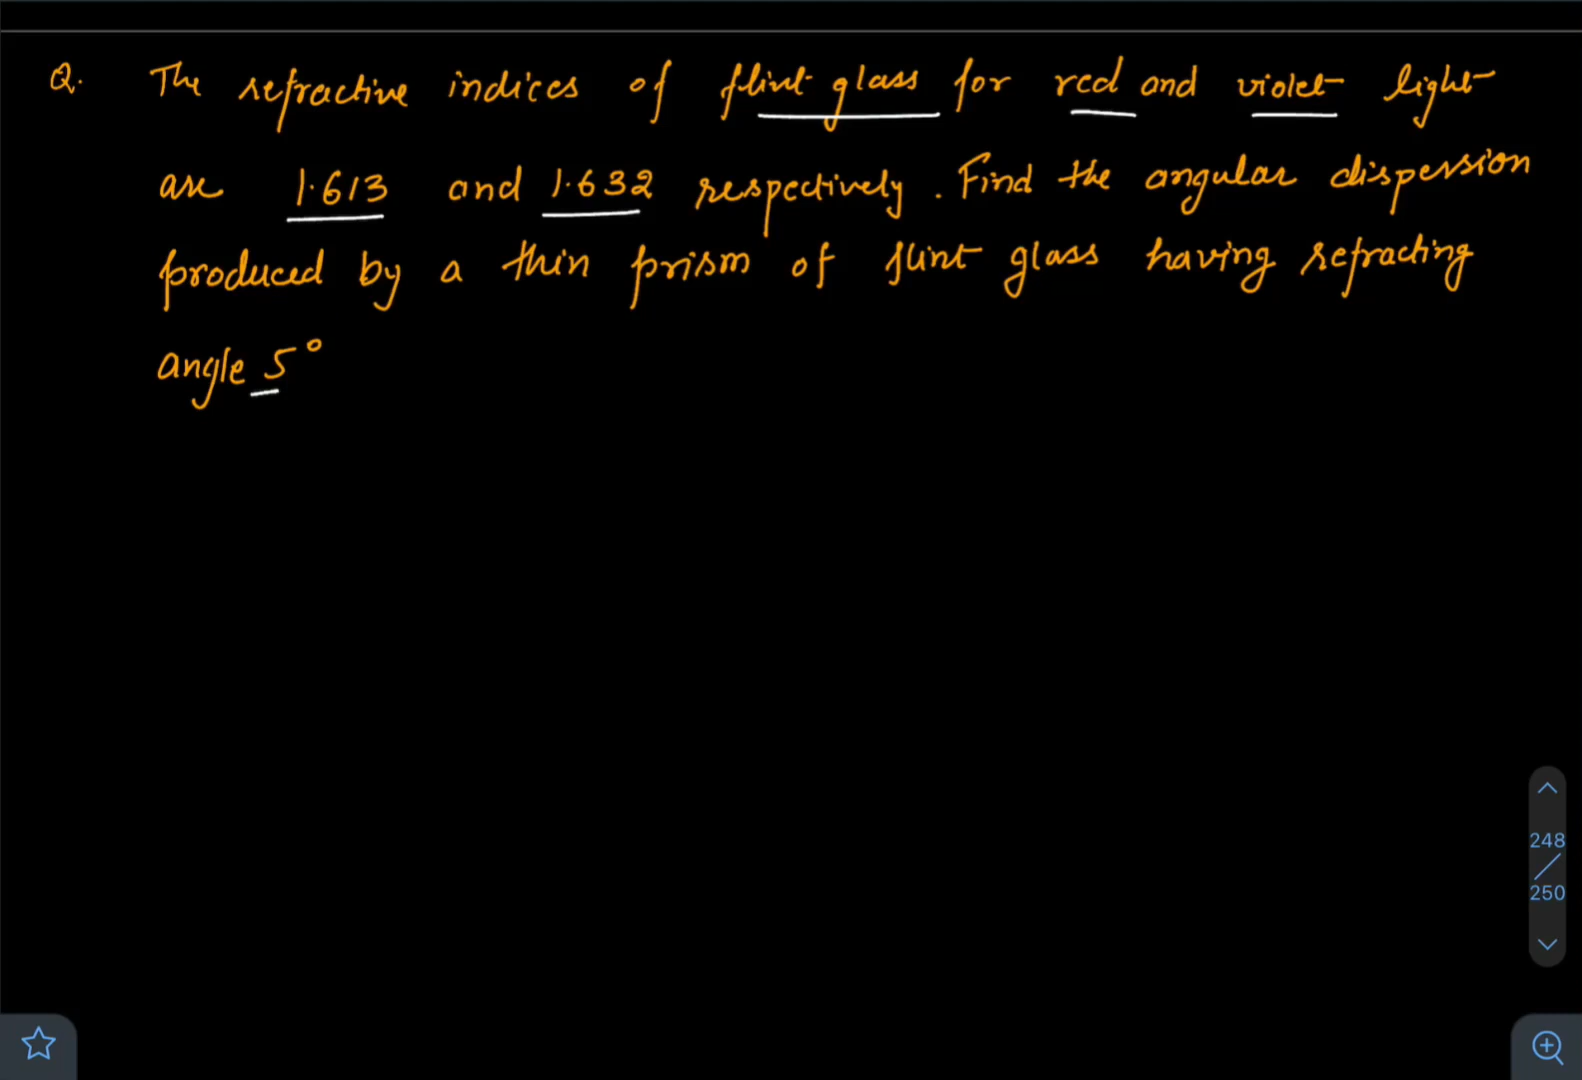 Q. The refractive indices of flint glass for red and violet light
are 1.613 and 1.632 respectively. Find the angular dispersion
produced by a thin prism of flint glass having refracting
angle 5°
248
/
250